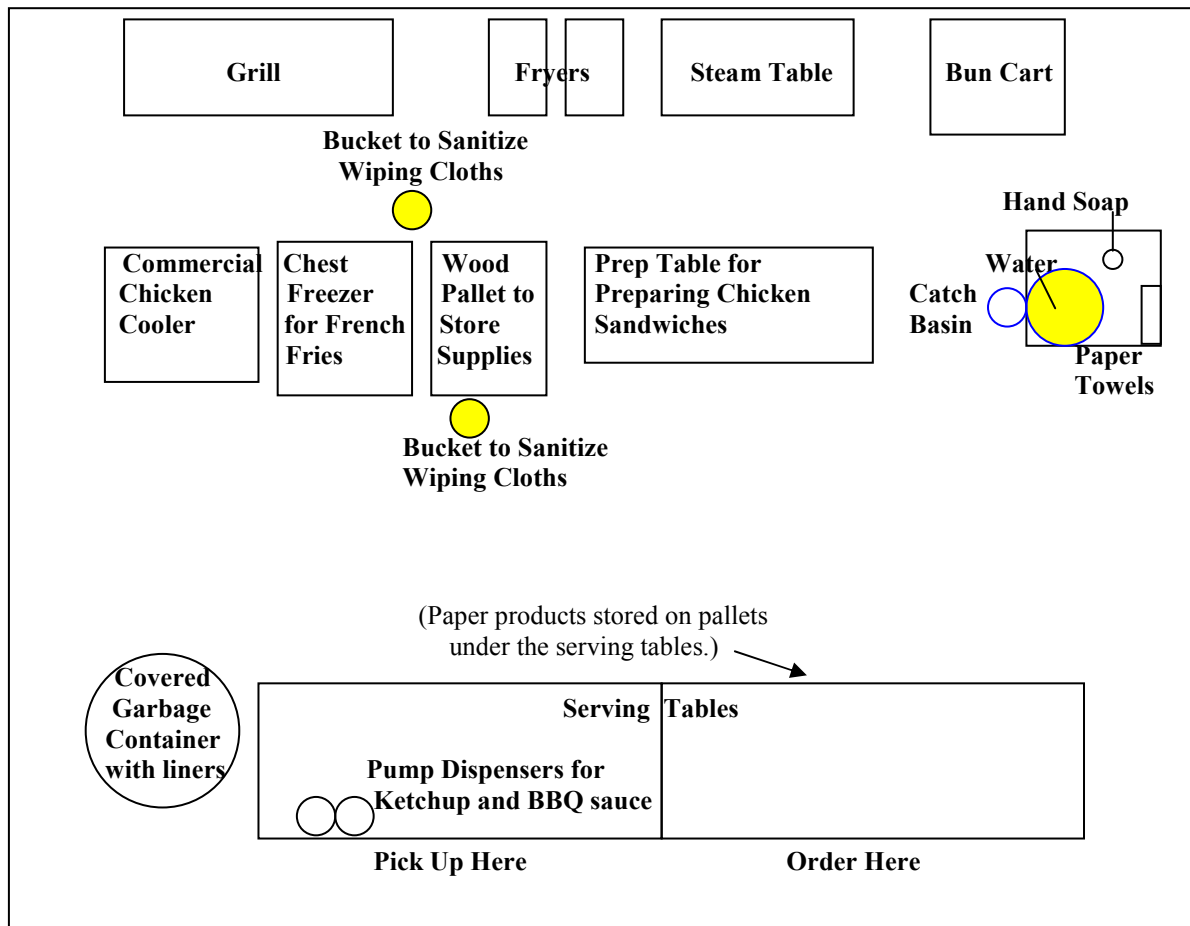 Grill
Fryers
Steam Table
Bun Cart
Bucket to Sanitize
Wiping Cloths
Hand Soap
Commercial
Chicken
Cooler
Chest
Freezer
for French
Fries
Wood
Pallet to
Store
Supplies
Prep Table for
Preparing Chicken
Sandwiches
Water
Catch
Basin
Paper
Towels
Bucket to Sanitize
Wiping Cloths
(Paper products stored on pallets
under the serving tables.)
Covered
Garbage
Container
with liners
Serving Tables
Pump Dispensers for
Ketchup and BBQ sauce
Pick Up Here
Order Here